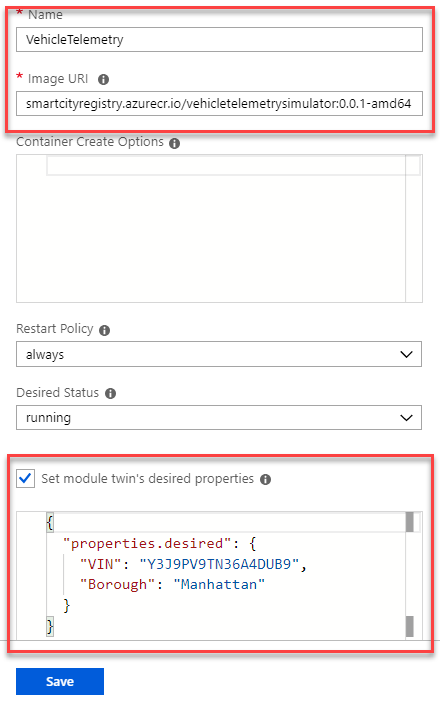 * Name
VehicleTelemetry
* Image URI
smartcityregistry.azurecr.io/vehicletelemetrysimulator:0.0.1-amd64
Container Create Options
Restart Policy
always
Desired Status
running
Set module twin's desired properties
{
"properties.desired": {
"VIN": "Y3J9PV9TN36A4DUB9",
"Borough": "Manhattan"
}
}
Save